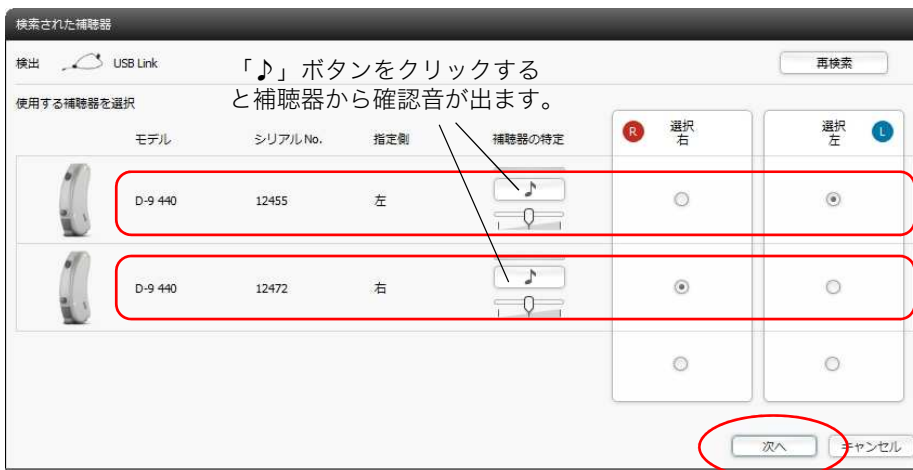 検索された補聴器
検出 USB Link 再検索
「♪」ボタンをクリックする
と補聴器から確認音が出ます。
使用する補聴器を選択
モデル シリアル No. 指定側 補聴器の特定 R 選択 右 選択 左 L
D-9 440 12455 左 ♪
D-9 440 12472 右 ♪
次へ キャンセル